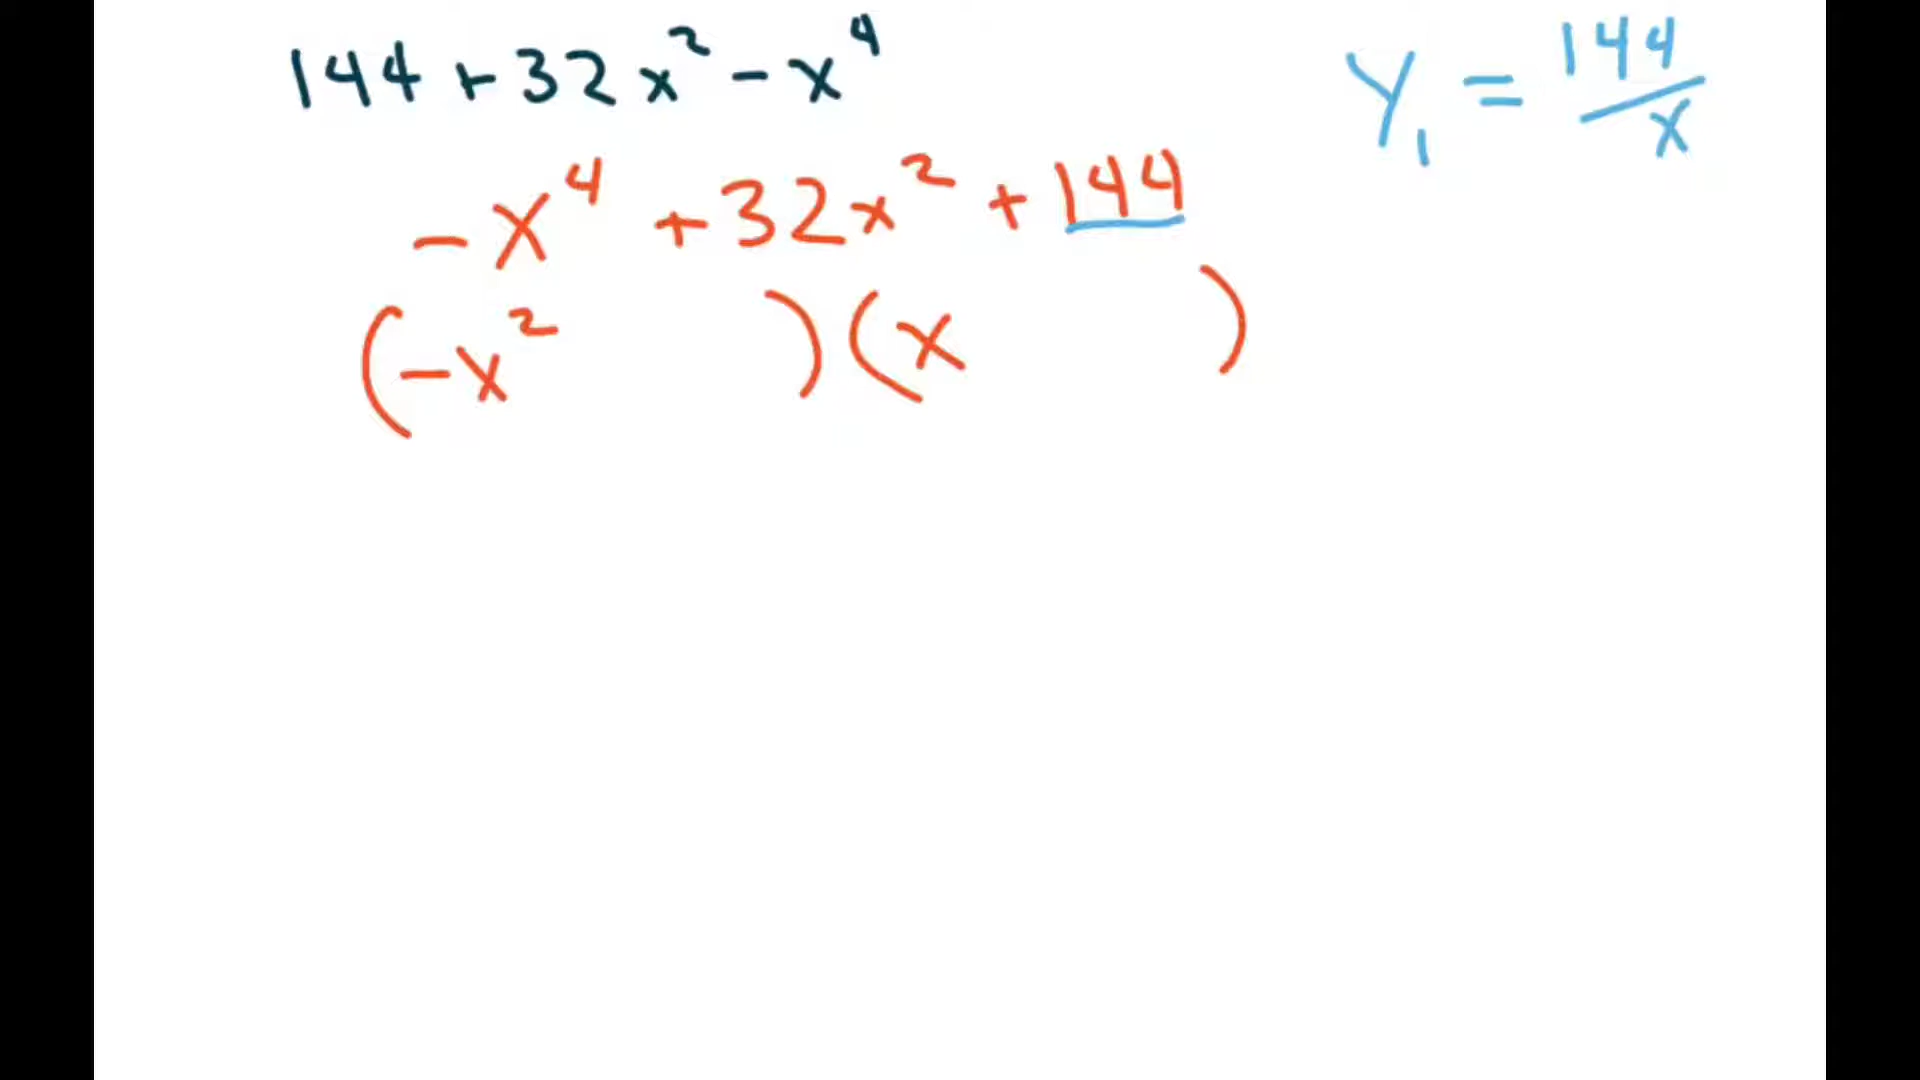 144 + 32x² - x⁴
y₁ = 144/x
-x⁴ + 32x² + 144
(-x² )(x )